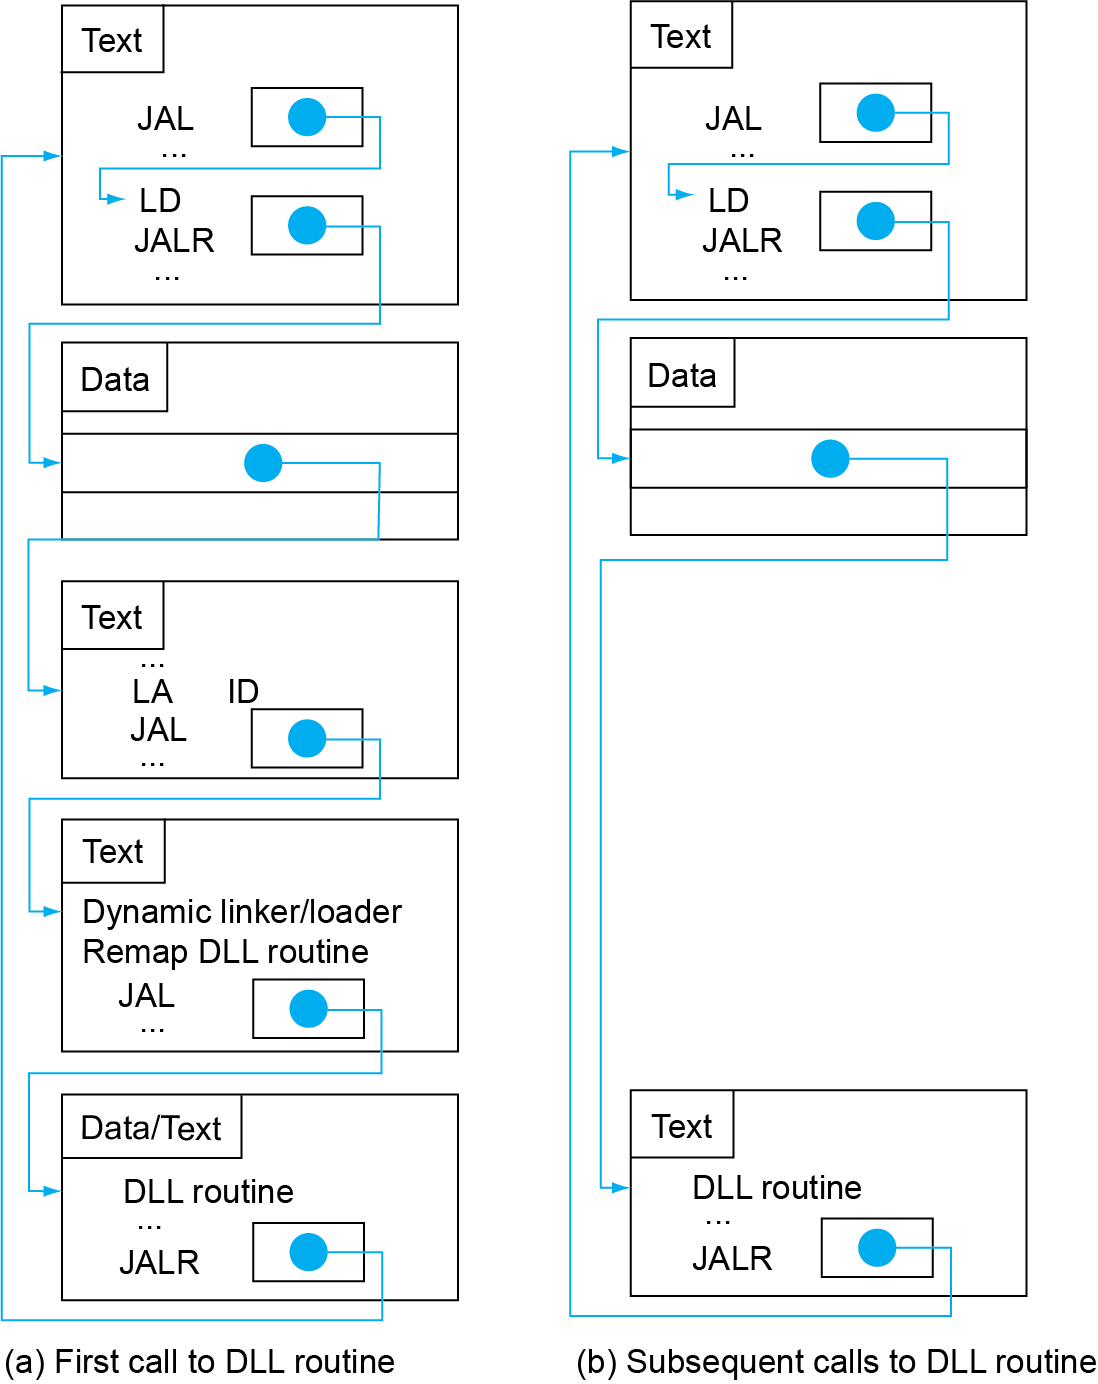 Text
JAL
...
LD
JALR
...
Data
Text
...
LA ID
JAL
...
Text
Dynamic linker/loader
Remap DLL routine
JAL
...
Data/Text
DLL routine
...
JALR
(a) First call to DLL routine
Text
JAL
...
LD
JALR
...
Data
Text
DLL routine
...
JALR
(b) Subsequent calls to DLL routine